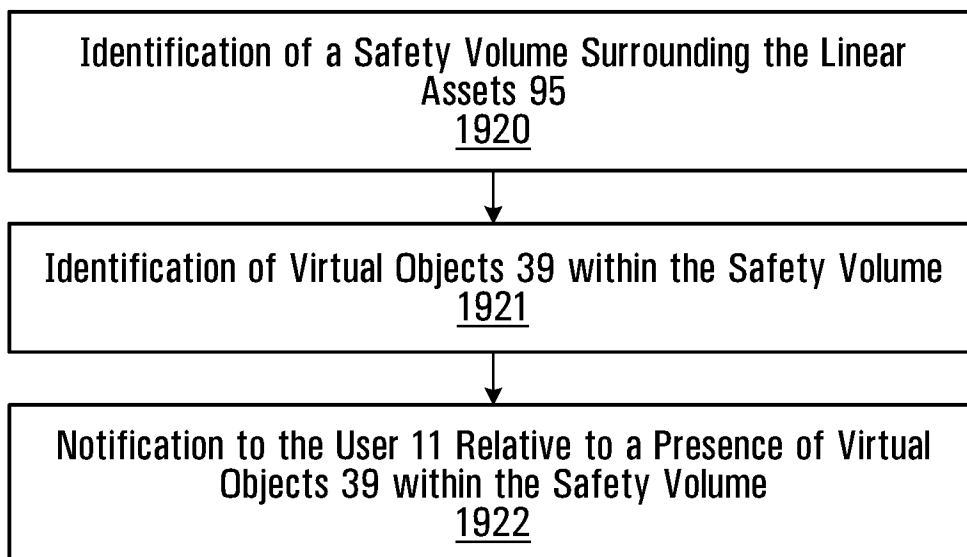 Identification of a Safety Volume Surrounding the Linear
Assets 95
1920
Identification of Virtual Objects 39 within the Safety Volume
1921
Notification to the User 11 Relative to a Presence of Virtual
Objects 39 within the Safety Volume
1922